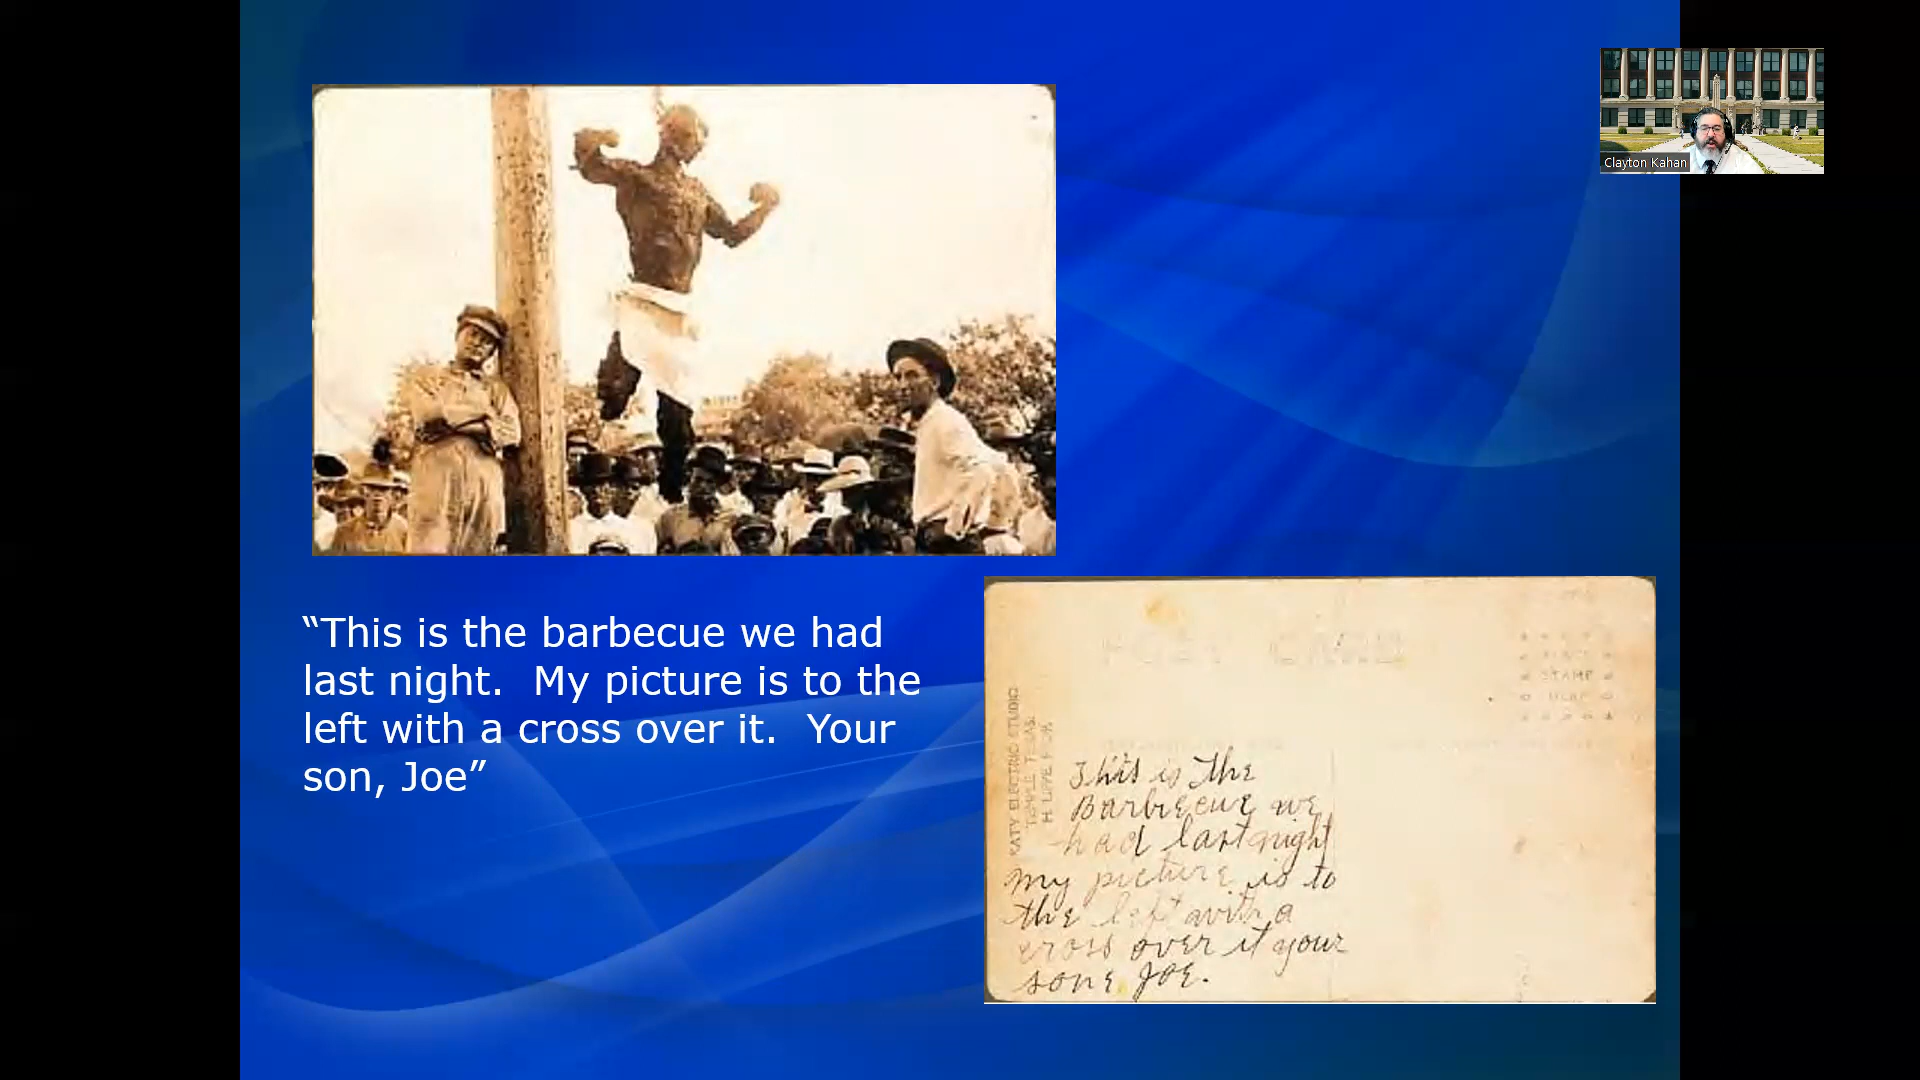 Clayton Kahan
“This is the barbecue we had
last night.  My picture is to the
left with a cross over it.  Your
son, Joe”
POST CARD
STAMP
KATY ELECTRIC STUDIO
TEMPLE TEXAS.
H. LIPPE PROP.
This is the
Barbecue we
had last night
my picture is to
the left with a
cross over it your
sone Joe.